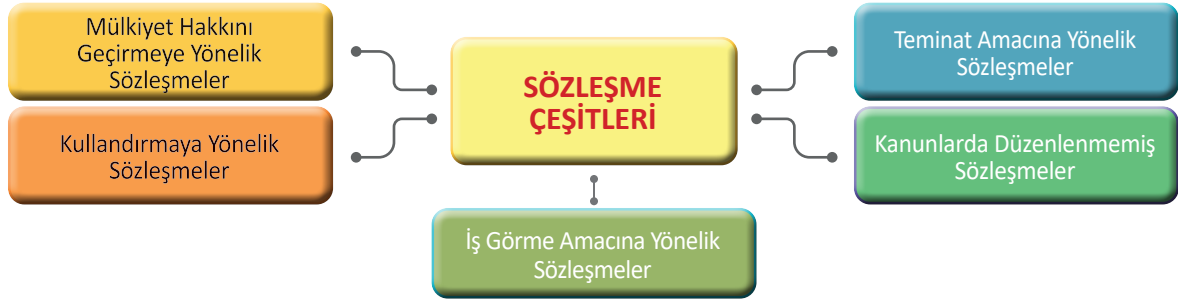 Mülkiyet Hakkını
Geçirmeye Yönelik
Sözleşmeler
Kullandırmaya Yönelik
Sözleşmeler
SÖZLEŞME
ÇEŞİTLERİ
Teminat Amacına Yönelik
Sözleşmeler
Kanunlarda Düzenlenmemiş
Sözleşmeler
İş Görme Amacına Yönelik
Sözleşmeler